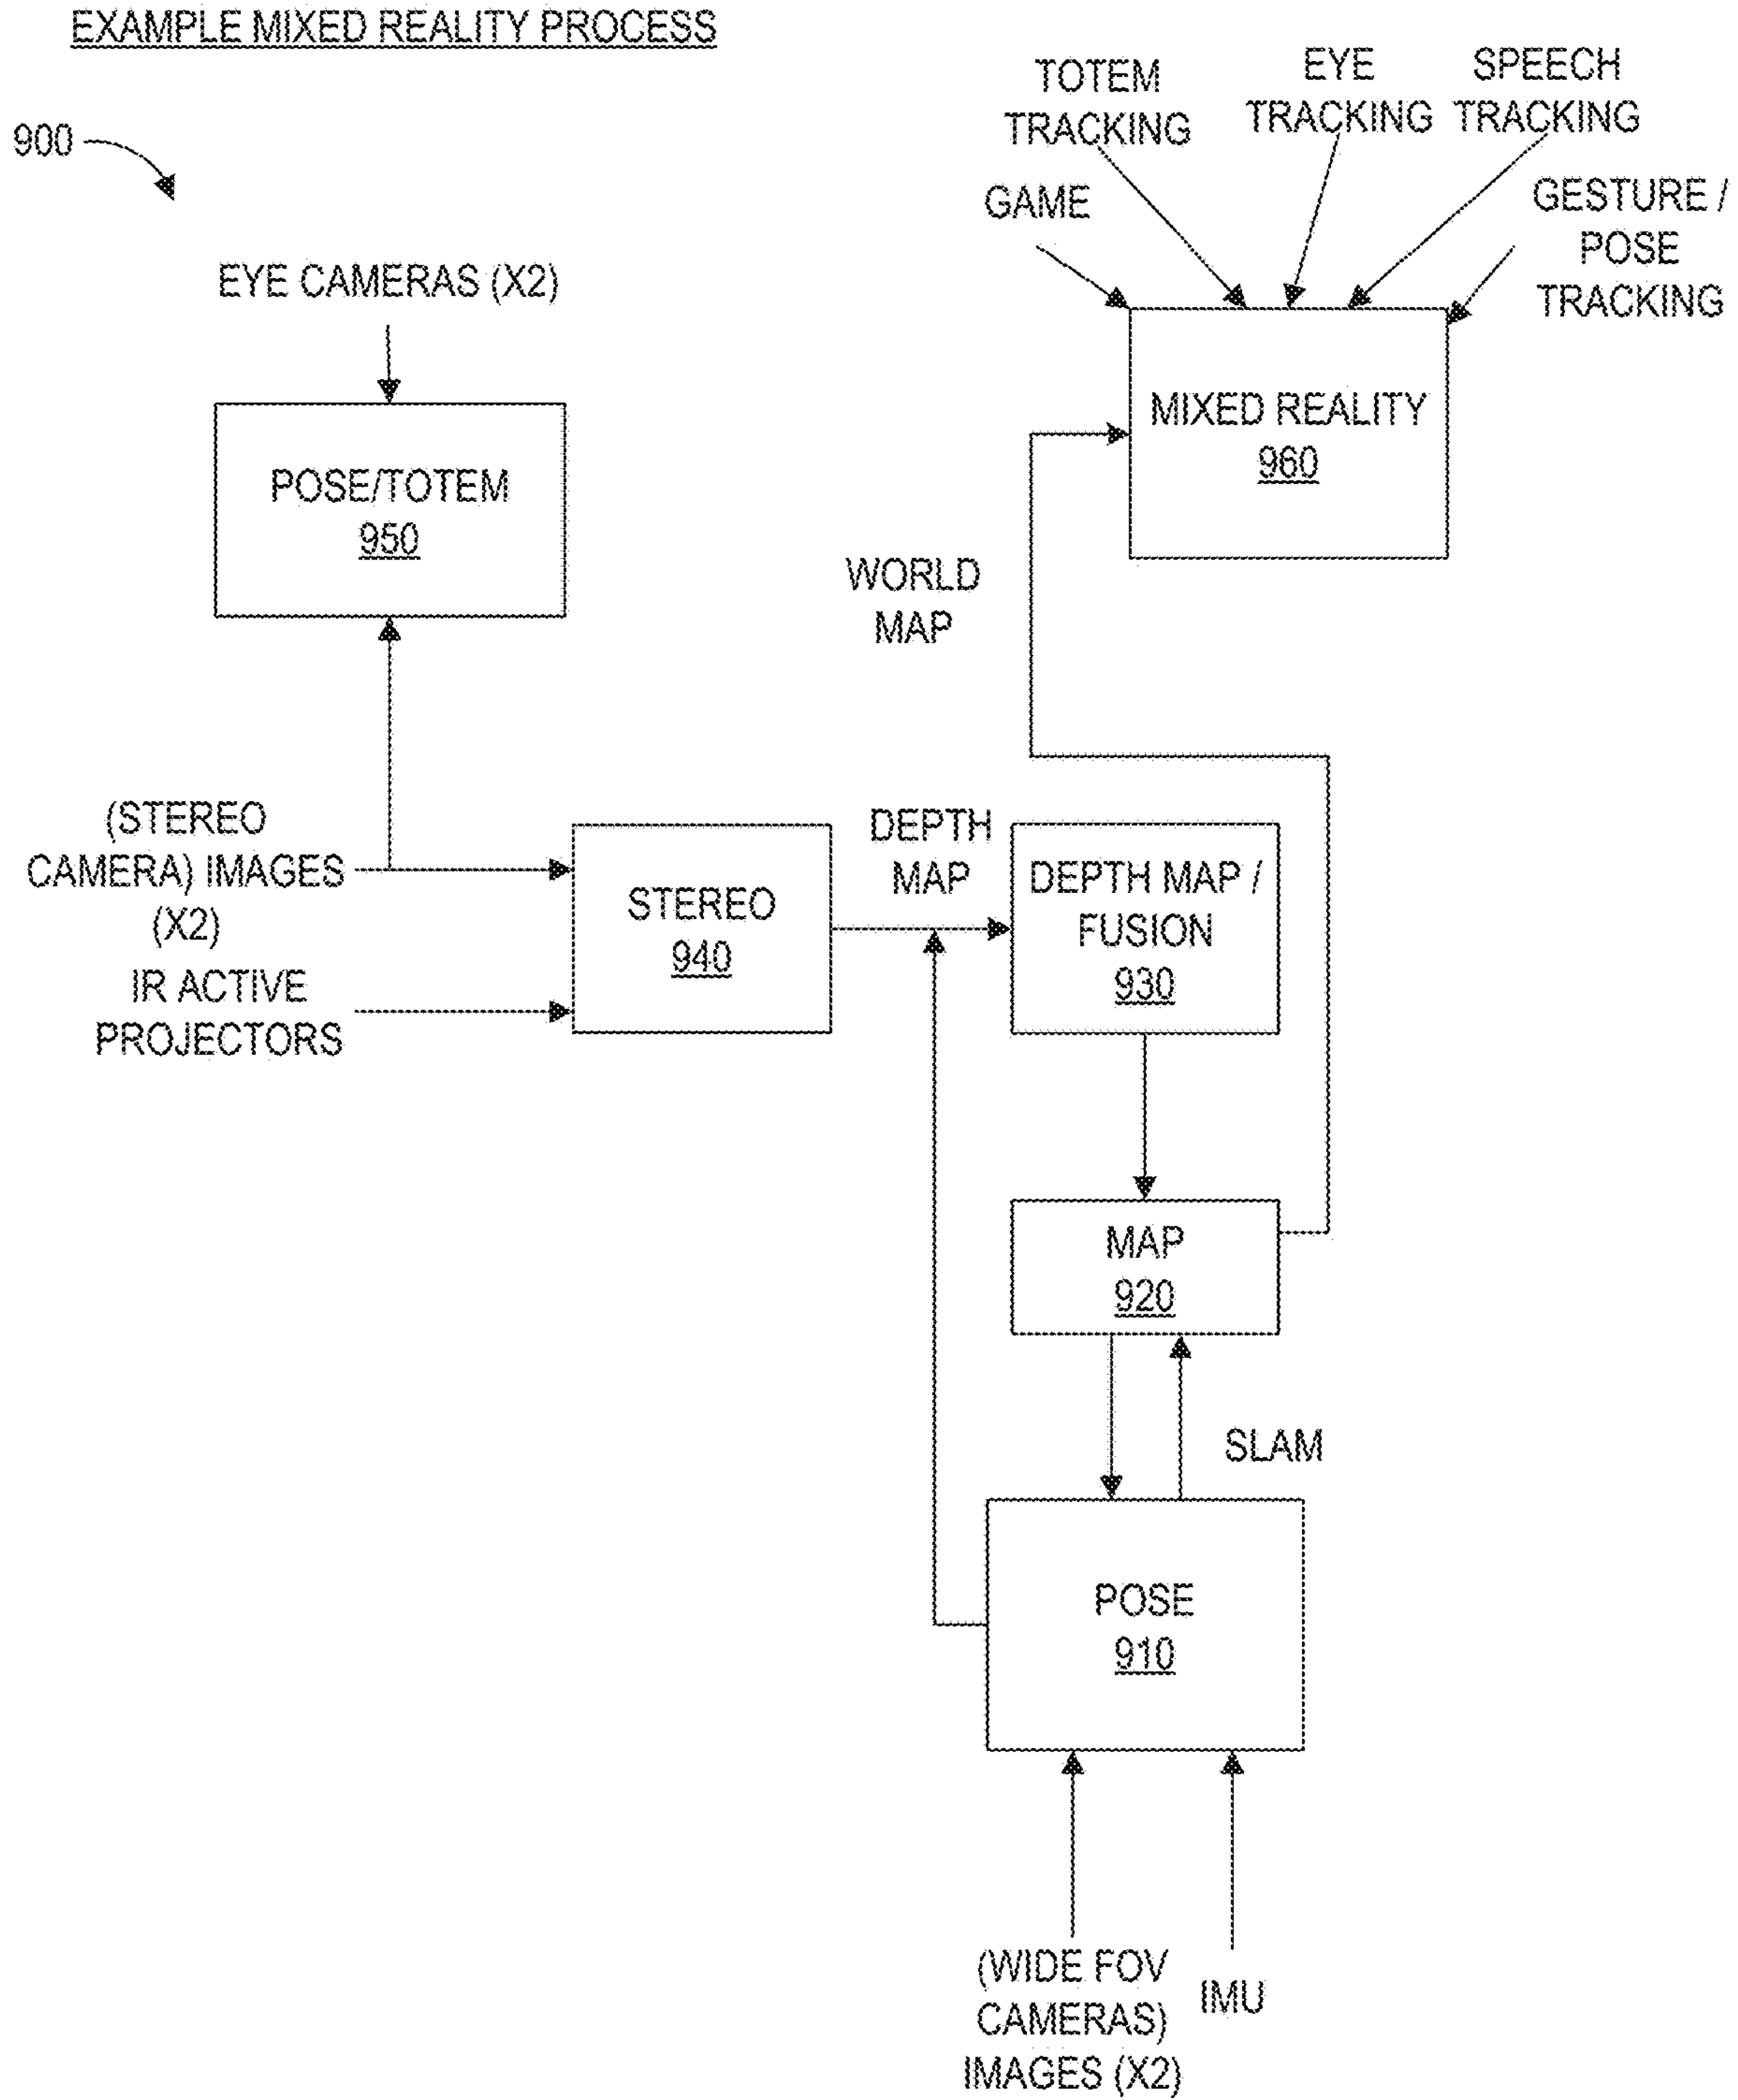 EXAMPLE MIXED REALITY PROCESS
900
TOTEM
TRACKING
EYE
TRACKING
SPEECH
TRACKING
GAME
GESTURE /
POSE
TRACKING
EYE CAMERAS (X2)
MIXED REALITY
960
POSE/TOTEM
950
WORLD
MAP
(STEREO
CAMERA) IMAGES
(X2)
IR ACTIVE
PROJECTORS
STEREO
940
DEPTH
MAP
DEPTH MAP /
FUSION
930
MAP
920
SLAM
POSE
910
(WIDE FOV
CAMERAS)
IMAGES (X2)
IMU